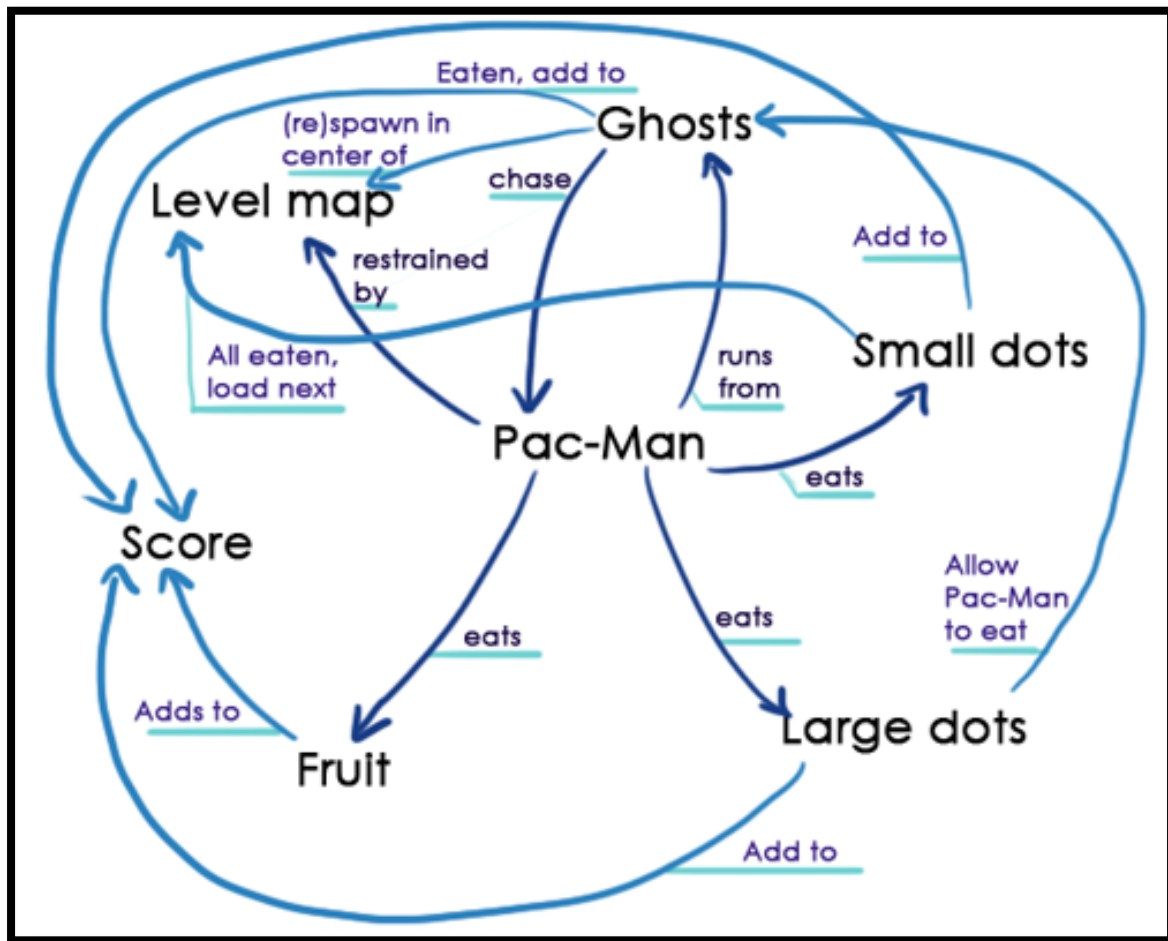 Eaten, add to
Ghosts
(re)spawn in
center of
chase
Level map
Add to
restrained
by
All eaten,
load next
runs
from
Small dots
Pac-Man
eats
Score
Allow
Pac-Man
to eat
eats
eats
Adds to
Large dots
Fruit
Add to